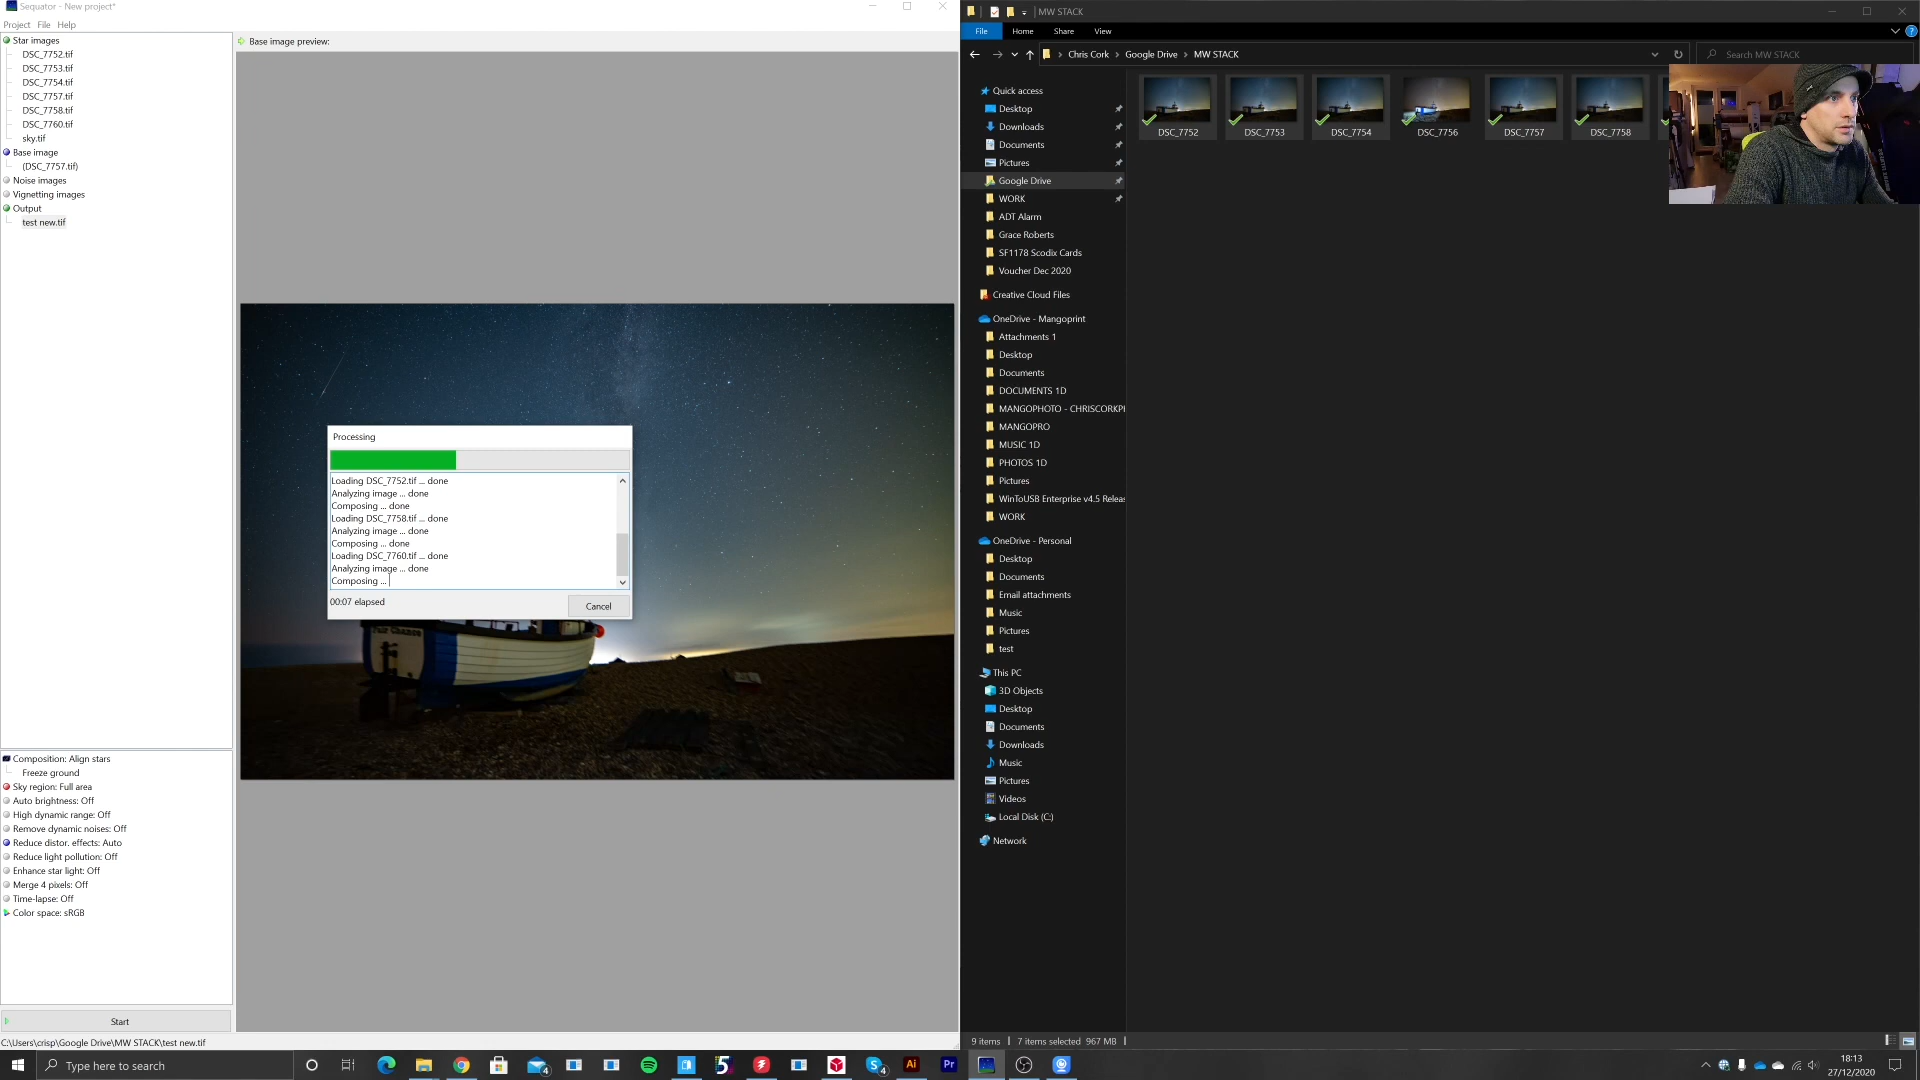 Sequator - New project*
Project File Help
Star images
DSC_7752.tif
DSC_7753.tif
DSC_7754.tif
DSC_7757.tif
DSC_7758.tif
DSC_7760.tif
sky.tif
Base image
(DSC_7757.tif)
Noise images
Vignetting images
Output
test new.tif
Composition: Align stars
Freeze ground
Sky region: Full area
Auto brightness: Off
High dynamic range: Off
Remove dynamic noises: Off
Reduce distor. effects: Auto
Reduce light pollution: Off
Enhance star light: Off
Merge 4 pixels: Off
Time-lapse: Off
Color space: sRGB
Start
C:\Users\crisp\Google Drive\MW STACK\test new.tif
Base image preview:
Processing
Loading DSC_7752.tif ... done
Analyzing image ... done
Composing ... done
Loading DSC_7758.tif ... done
Analyzing image ... done
Composing ... done
Loading DSC_7760.tif ... done
Analyzing image ... done
Composing ...
00:07 elapsed
Cancel
MW STACK
File Home Share View
Chris Cork > Google Drive > MW STACK
Search MW STACK
Quick access
Desktop
Downloads
Documents
Pictures
Google Drive
WORK
ADT Alarm
Grace Roberts
SF1178 Scodix Cards
Voucher Dec 2020
Creative Cloud Files
OneDrive - Mangoprint
Attachments 1
Desktop
Documents
DOCUMENTS 1D
MANGOPHOTO - CHRISCORKPI
MANGOPRO
MUSIC 1D
PHOTOS 1D
Pictures
WinToUSB Enterprise v4.5 Releas
WORK
OneDrive - Personal
Desktop
Documents
Email attachments
Music
Pictures
test
This PC
3D Objects
Desktop
Documents
Downloads
Music
Pictures
Videos
Local Disk (C:)
Network
DSC_7752 DSC_7753 DSC_7754 DSC_7756 DSC_7757 DSC_7758
9 items 7 items selected 967 MB
Type here to search
18:13
27/12/2020